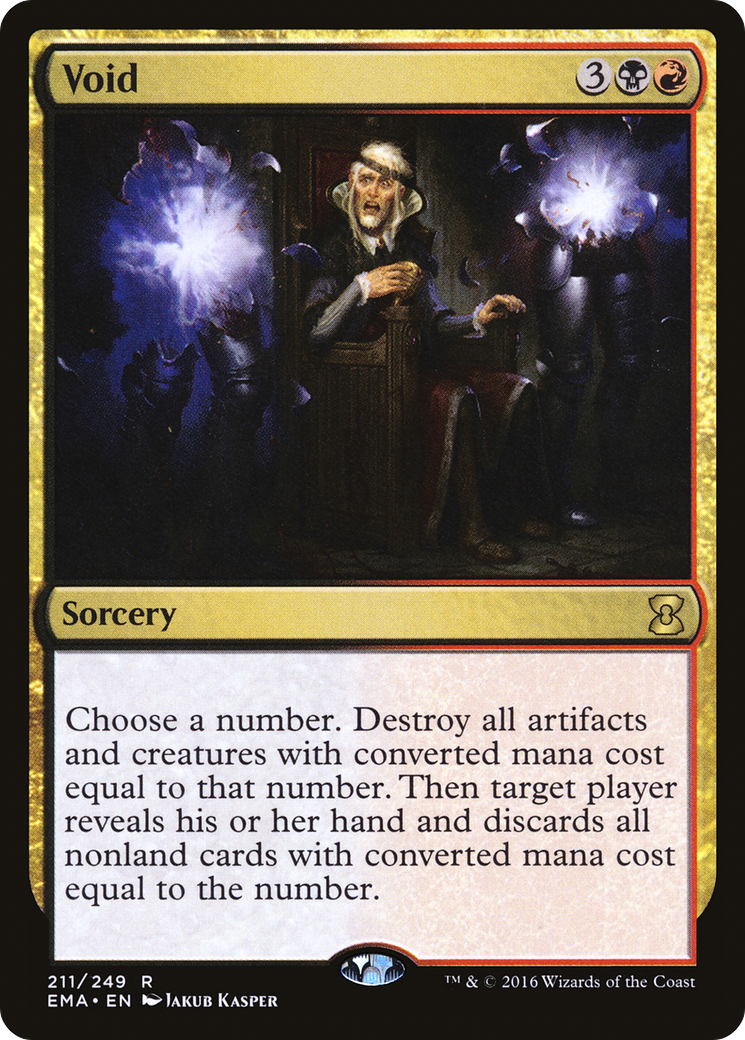 Void 3
Sorcery
Choose a number. Destroy all artifacts
and creatures with converted mana cost
equal to that number. Then target player
reveals his or her hand and discards all
nonland cards with converted mana cost
equal to the number.
211/249 R
EMA • EN Jakub Kasper
™ & © 2016 Wizards of the Coast